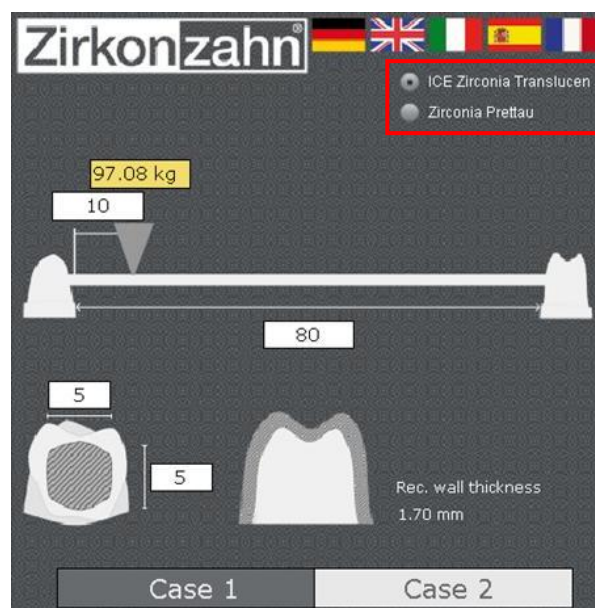 Zirkonzahn®
ICE Zirconia Translucen
Zirconia Prettau
97.08 kg
10
80
5
5
Rec. wall thickness
1.70 mm
Case 1
Case 2